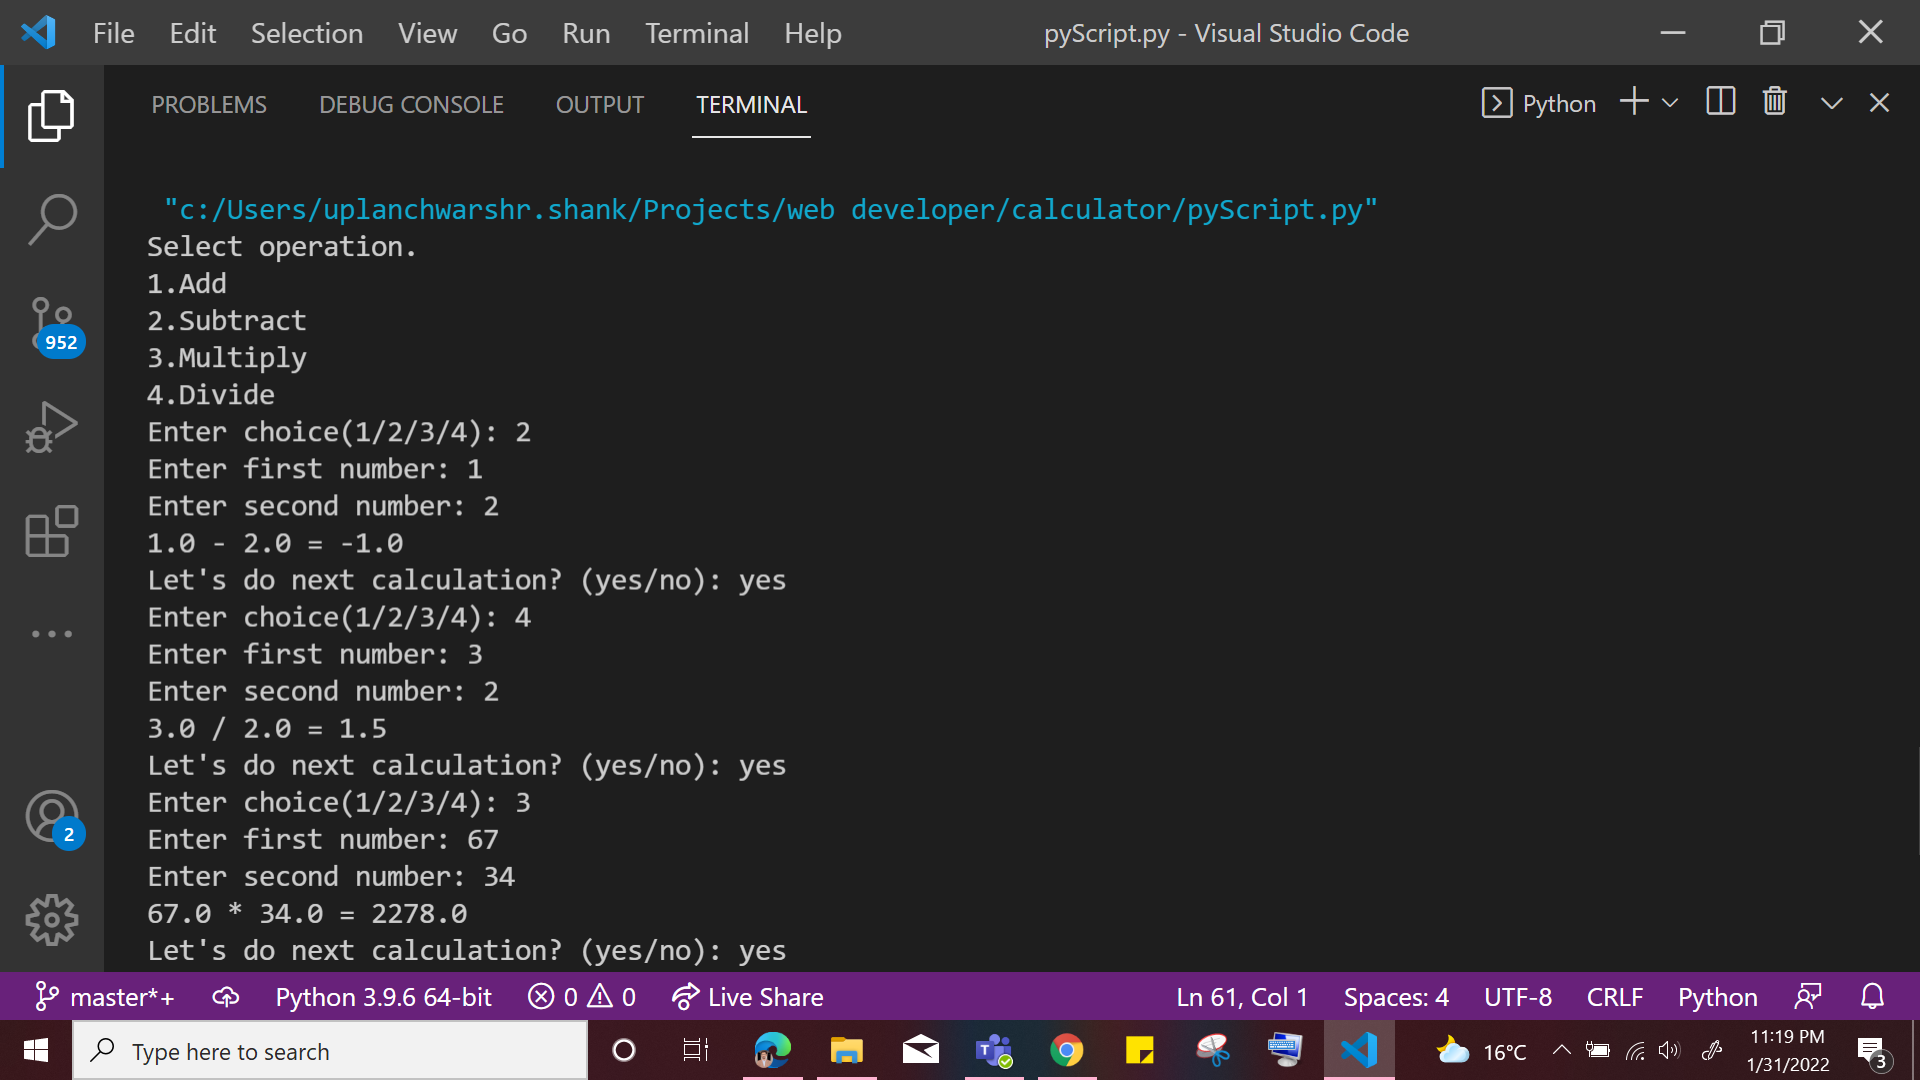 File Edit Selection View Go Run Terminal Help pyScript.py - Visual Studio Code
PROBLEMS DEBUG CONSOLE OUTPUT TERMINAL Python
"c:/Users/uplanchwarshr.shank/Projects/web developer/calculator/pyScript.py"
Select operation.
1.Add
2.Subtract
3.Multiply
4.Divide
Enter choice(1/2/3/4): 2
Enter first number: 1
Enter second number: 2
1.0 - 2.0 = -1.0
Let's do next calculation? (yes/no): yes
Enter choice(1/2/3/4): 4
Enter first number: 3
Enter second number: 2
3.0 / 2.0 = 1.5
Let's do next calculation? (yes/no): yes
Enter choice(1/2/3/4): 3
Enter first number: 67
Enter second number: 34
67.0 * 34.0 = 2278.0
Let's do next calculation? (yes/no): yes
952
2
master*+ Python 3.9.6 64-bit 0 0 Live Share Ln 61, Col 1 Spaces: 4 UTF-8 CRLF Python
Type here to search 16°C 11:19 PM
1/31/2022 3